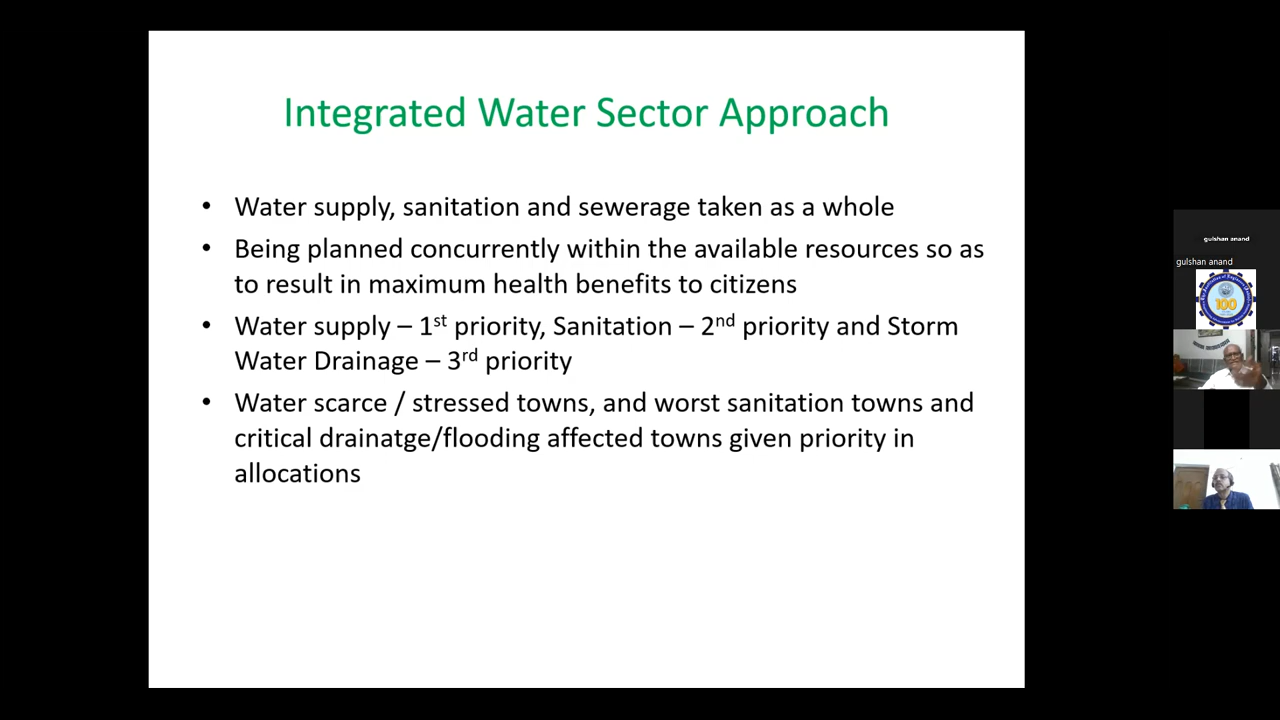 Integrated Water Sector Approach
• Water supply, sanitation and sewerage taken as a whole
• Being planned concurrently within the available resources so as
to result in maximum health benefits to citizens
• Water supply – 1st priority, Sanitation – 2nd priority and Storm
Water Drainage – 3rd priority
• Water scarce / stressed towns, and worst sanitation towns and
critical drainatge/flooding affected towns given priority in
allocations
gulshan anand
gulshan anand
100